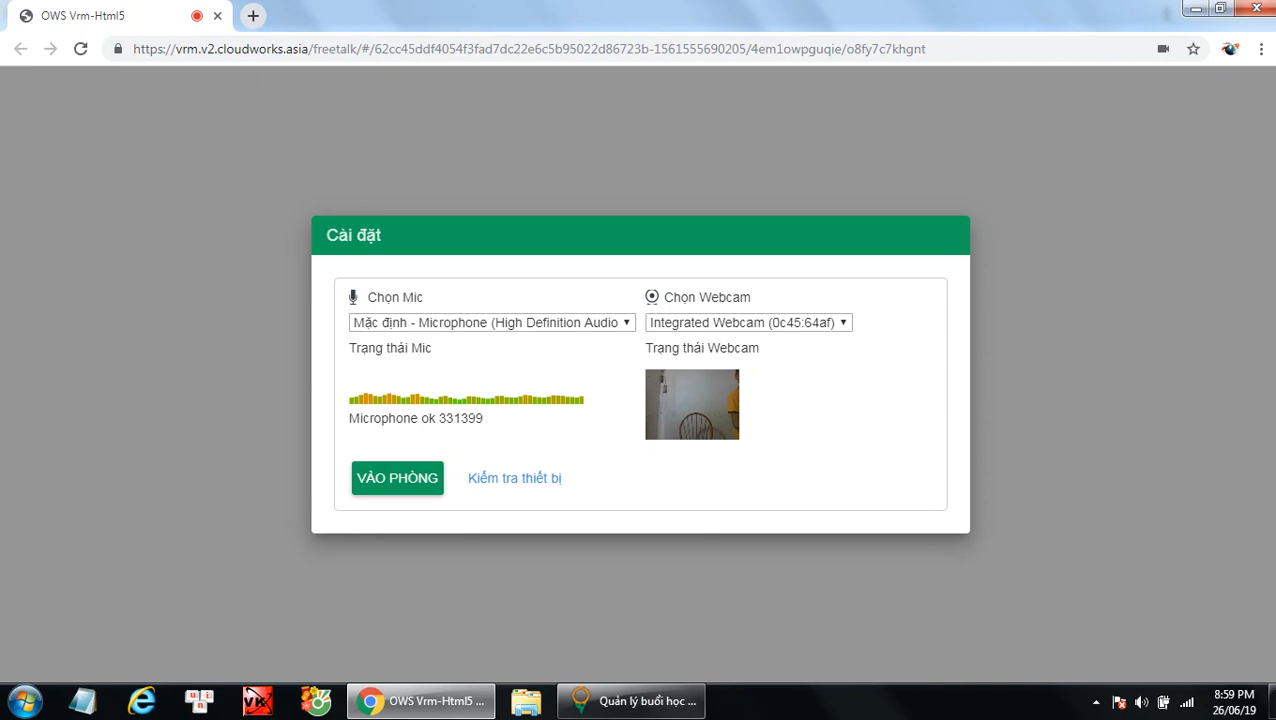 OWS Vrm-Html5
https://vrm.v2.cloudworks.asia/freetalk/#/62cc45ddf4054f3fad7dc22e6c5b95022d86723b-1561555690205/4em1owpguqie/o8fy7c7khgnt
Cài đặt
Chọn Mic
Chọn Webcam
Mặc định - Microphone (High Definition Audio
Integrated Webcam (0c45:64af)
Trạng thái Mic
Trạng thái Webcam
Microphone ok 331399
VÀO PHÒNG
Kiểm tra thiết bị
OWS Vrm-Html5 ...
Quản lý buổi học ...
8:59 PM
26/06/19